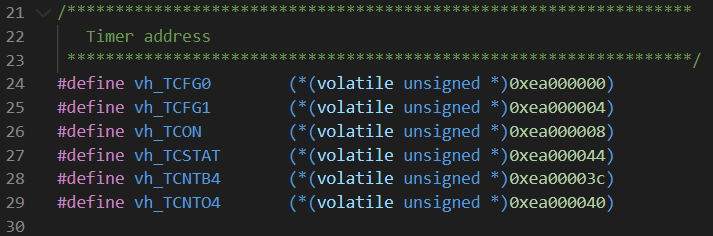 21 /***************************************************************
22 Timer address
23 ***************************************************************/
24 #define vh_TCFG0 (*(volatile unsigned *)0xea000000)
25 #define vh_TCFG1 (*(volatile unsigned *)0xea000004)
26 #define vh_TCON (*(volatile unsigned *)0xea000008)
27 #define vh_TCSTAT (*(volatile unsigned *)0xea000044)
28 #define vh_TCNTB4 (*(volatile unsigned *)0xea00003c)
29 #define vh_TCNTO4 (*(volatile unsigned *)0xea000040)
30